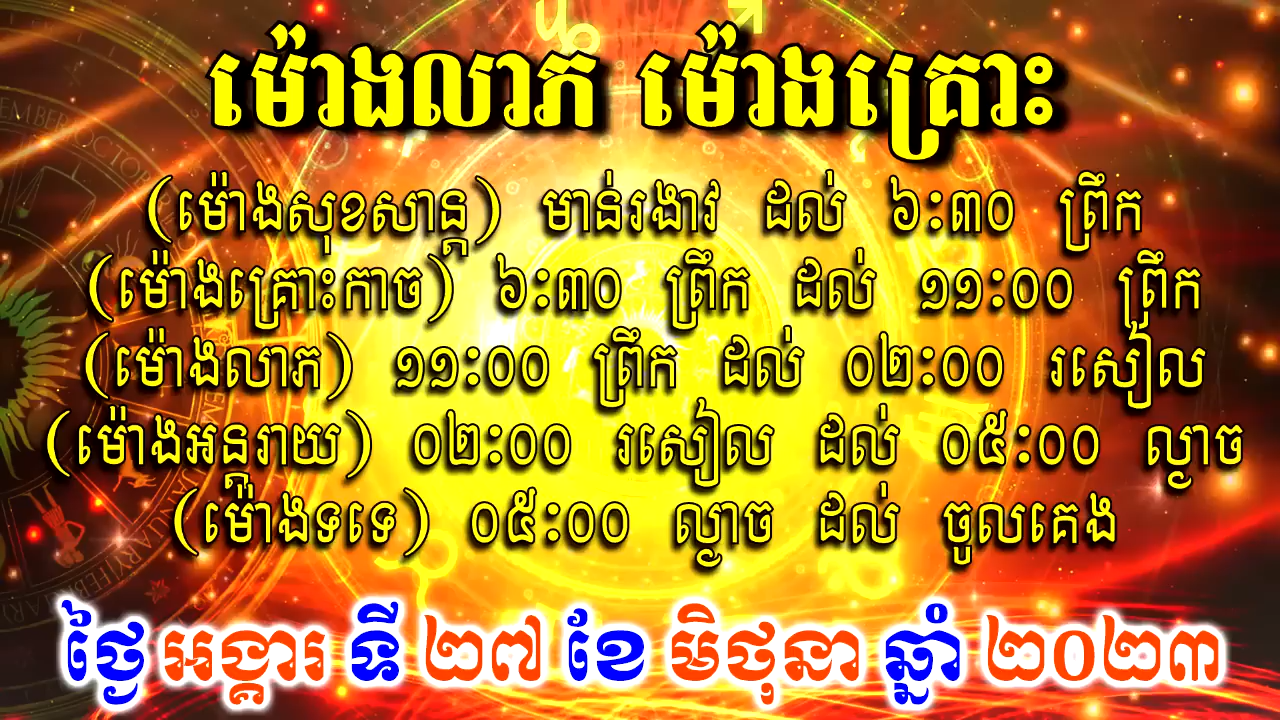 ម៉ោងលាភ ម៉ោងគ្រោះ
(ម៉ោងសុខសាន្ត) មាន់រងាវ ដល់ ៦:៣០ ព្រឹក
(ម៉ោងគ្រោះកាច) ៦:៣០ ព្រឹក ដល់ ១១:០០ ព្រឹក
(ម៉ោងលាភ) ១១:០០ ព្រឹក ដល់ ០២:០០ រសៀល
(ម៉ោងអន្តរាយ) ០២:០០ រសៀល ដល់ ០៥:០០ ល្ងាច
(ម៉ោងទទេ) ០៥:០០ ល្ងាច ដល់ ចូលគេង
ថ្ងៃ អង្គារ ទី ២៧ ខែ មិថុនា ឆ្នាំ ២០២៣